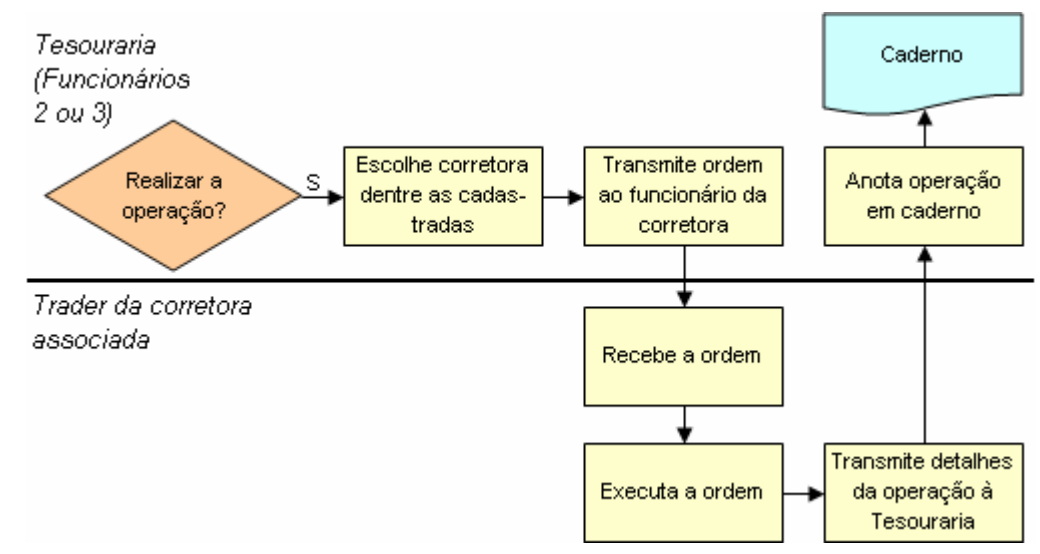 Tesouraria
(Funcionários
2 ou 3)
Realizar a
operação?
S
Escolhe corretora
dentre as cadas-
tradas
Transmite ordem
ao funcionário da
corretora
Caderno
Anota operação
em caderno
Trader da corretora
associada
Recebe a ordem
Executa a ordem
Transmite detalhes
da operação à
Tesouraria